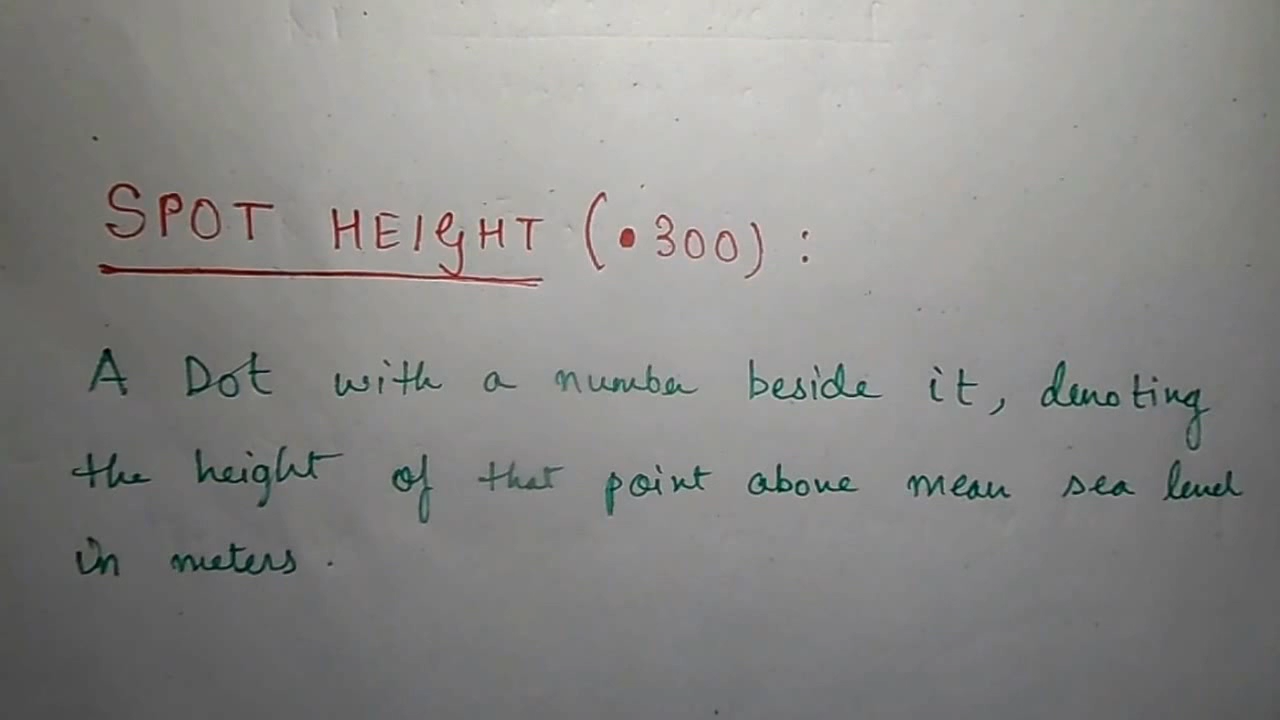 SPOT HEIGHT (•300) :
A Dot with a number beside it, denoting
the height of that point above mean sea level
in meters.